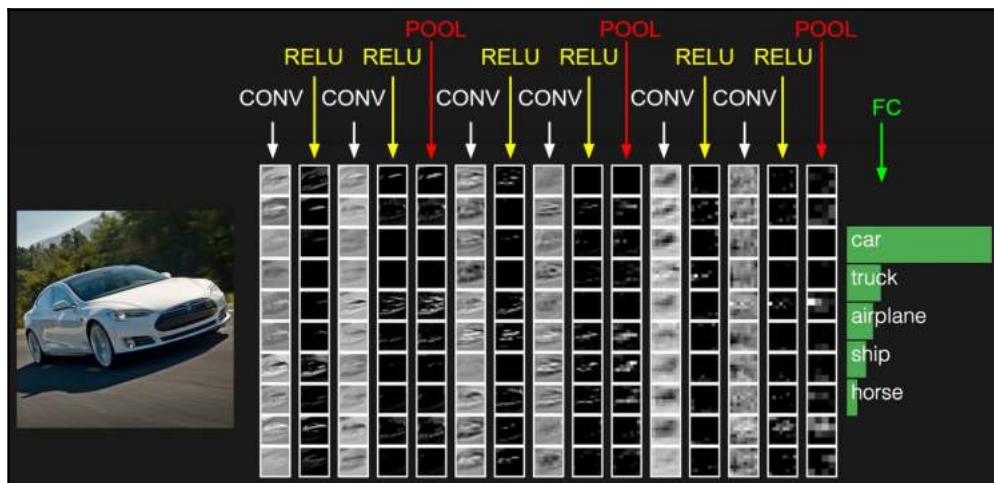 POOL POOL POOL
RELU RELU RELU RELU RELU RELU
CONV CONV CONV CONV CONV CONV
FC
car
truck
airplane
ship
horse